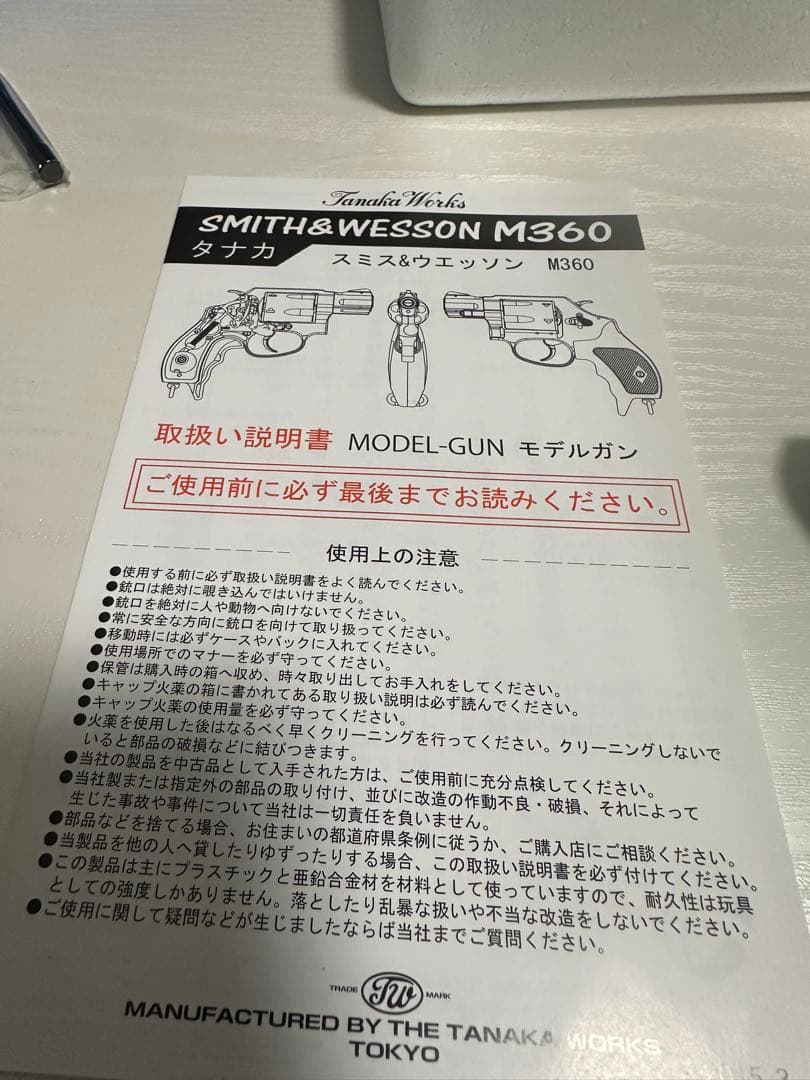 Tanaka Works
SMITH&WESSON M360
タナカ
スミス&ウエッソン M360
取扱い説明書 MODEL-GUN モデルガン
ご使用前に必ず最後までお読みください。
使用上の注意
●使用する前に必ず取扱い説明書をよく読んでください。
●銃口は絶対に覗き込んではいけません。
●銃口を絶対に人や動物へ向けないでください。
●常に安全な方向に銃口を向けて取り扱ってください。
●移動時には必ずケースやバックに入れてください。
●使用場所でのマナーを必ず守ってください。
●保管は購入時の箱へ収め、時々取り出してお手入れをしてください。
●キャップ火薬の箱に書かれてある取り扱い説明は必ず読んでください。
●キャップ火薬の使用量を必ず守ってください。
●火薬を使用した後はなるべく早くクリーニングを行ってください。クリーニングしないで
いると部品の破損などに結びつきます。
●当社の製品を中古品として入手された方は、ご使用前に充分点検してください。
●当社製または指定外の部品の取り付け、並びに改造の作動不良・破損、それによって
生じた事故や事件について当社は一切責任を負いません。
●部品などを捨てる場合、お住まいの都道府県条例に従うか、ご購入店にご相談ください。
●当製品を他の人へ貸したりゆずったりする場合、この取扱い説明書を必ず付けてください。
●この製品は主にプラスチックと亜鉛合金材を材料として使っていますので、耐久性は玩具
としての強度しかありません。落としたり乱暴な扱いや不当な改造をしないでください。
●ご使用に関して疑問などが生じましたならば当社までご質問ください。
TRADE TW MARK
MANUFACTURED BY THE TANAKA WORKS
TOKYO